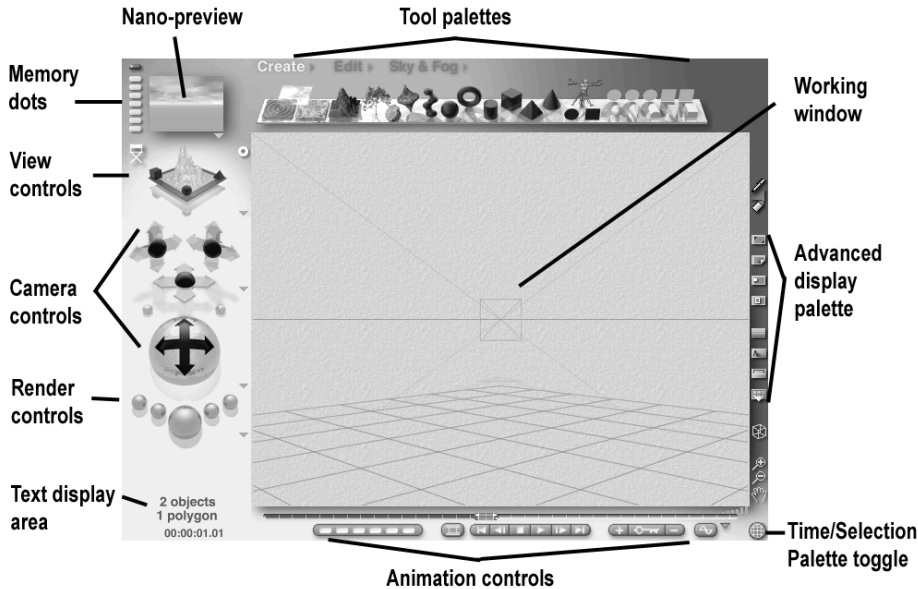 Nano-preview
Tool palettes
Memory
dots
Create
Edit
Sky & Fog
Working
window
View
controls
Advanced
display
palette
Camera
controls
Render
controls
Text display
area
2 objects
1 polygon
00:00:01.01
Time/Selection
Palette toggle
Animation controls